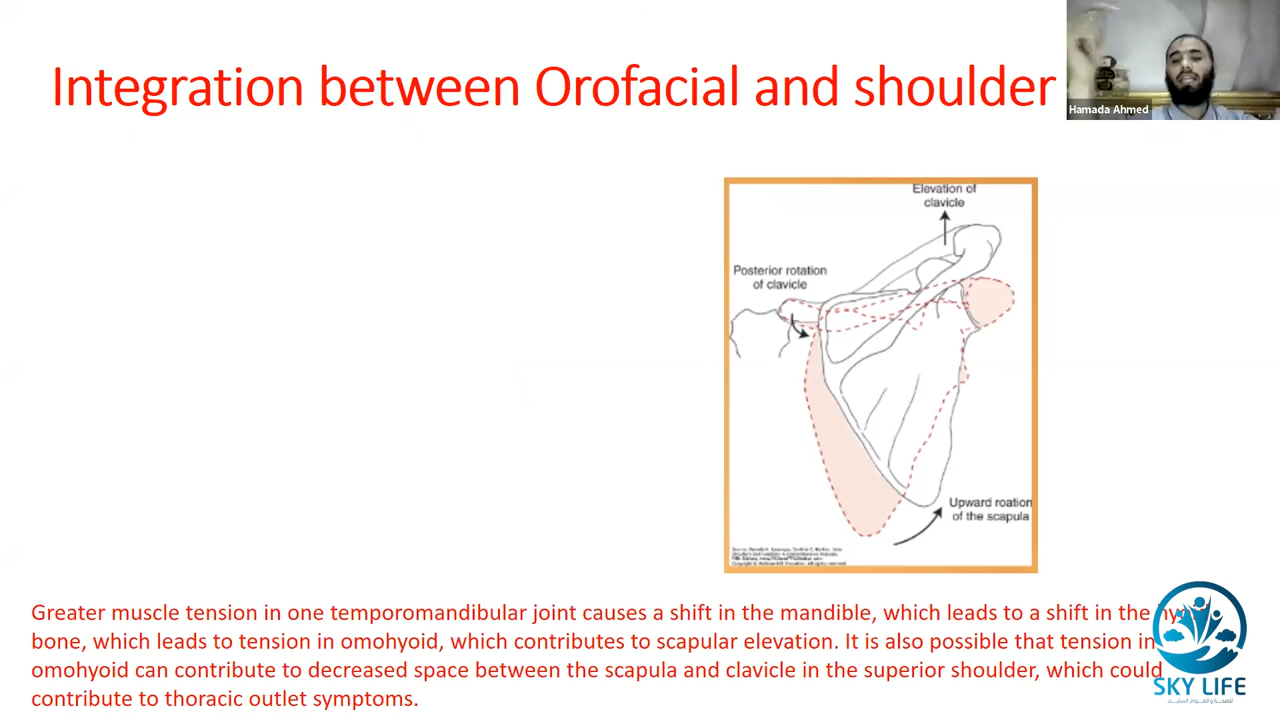 Integration between Orofacial and shoulder
Hamada Ahmed
Elevation of
clavicle
Posterior rotation
of clavicle
Upward roation
of the scapula
Greater muscle tension in one temporomandibular joint causes a shift in the mandible, which leads to a shift in the hy
bone, which leads to tension in omohyoid, which contributes to scapular elevation. It is also possible that tension in
omohyoid can contribute to decreased space between the scapula and clavicle in the superior shoulder, which could
contribute to thoracic outlet symptoms.
SKY LIFE
للصحة و القوام السليم